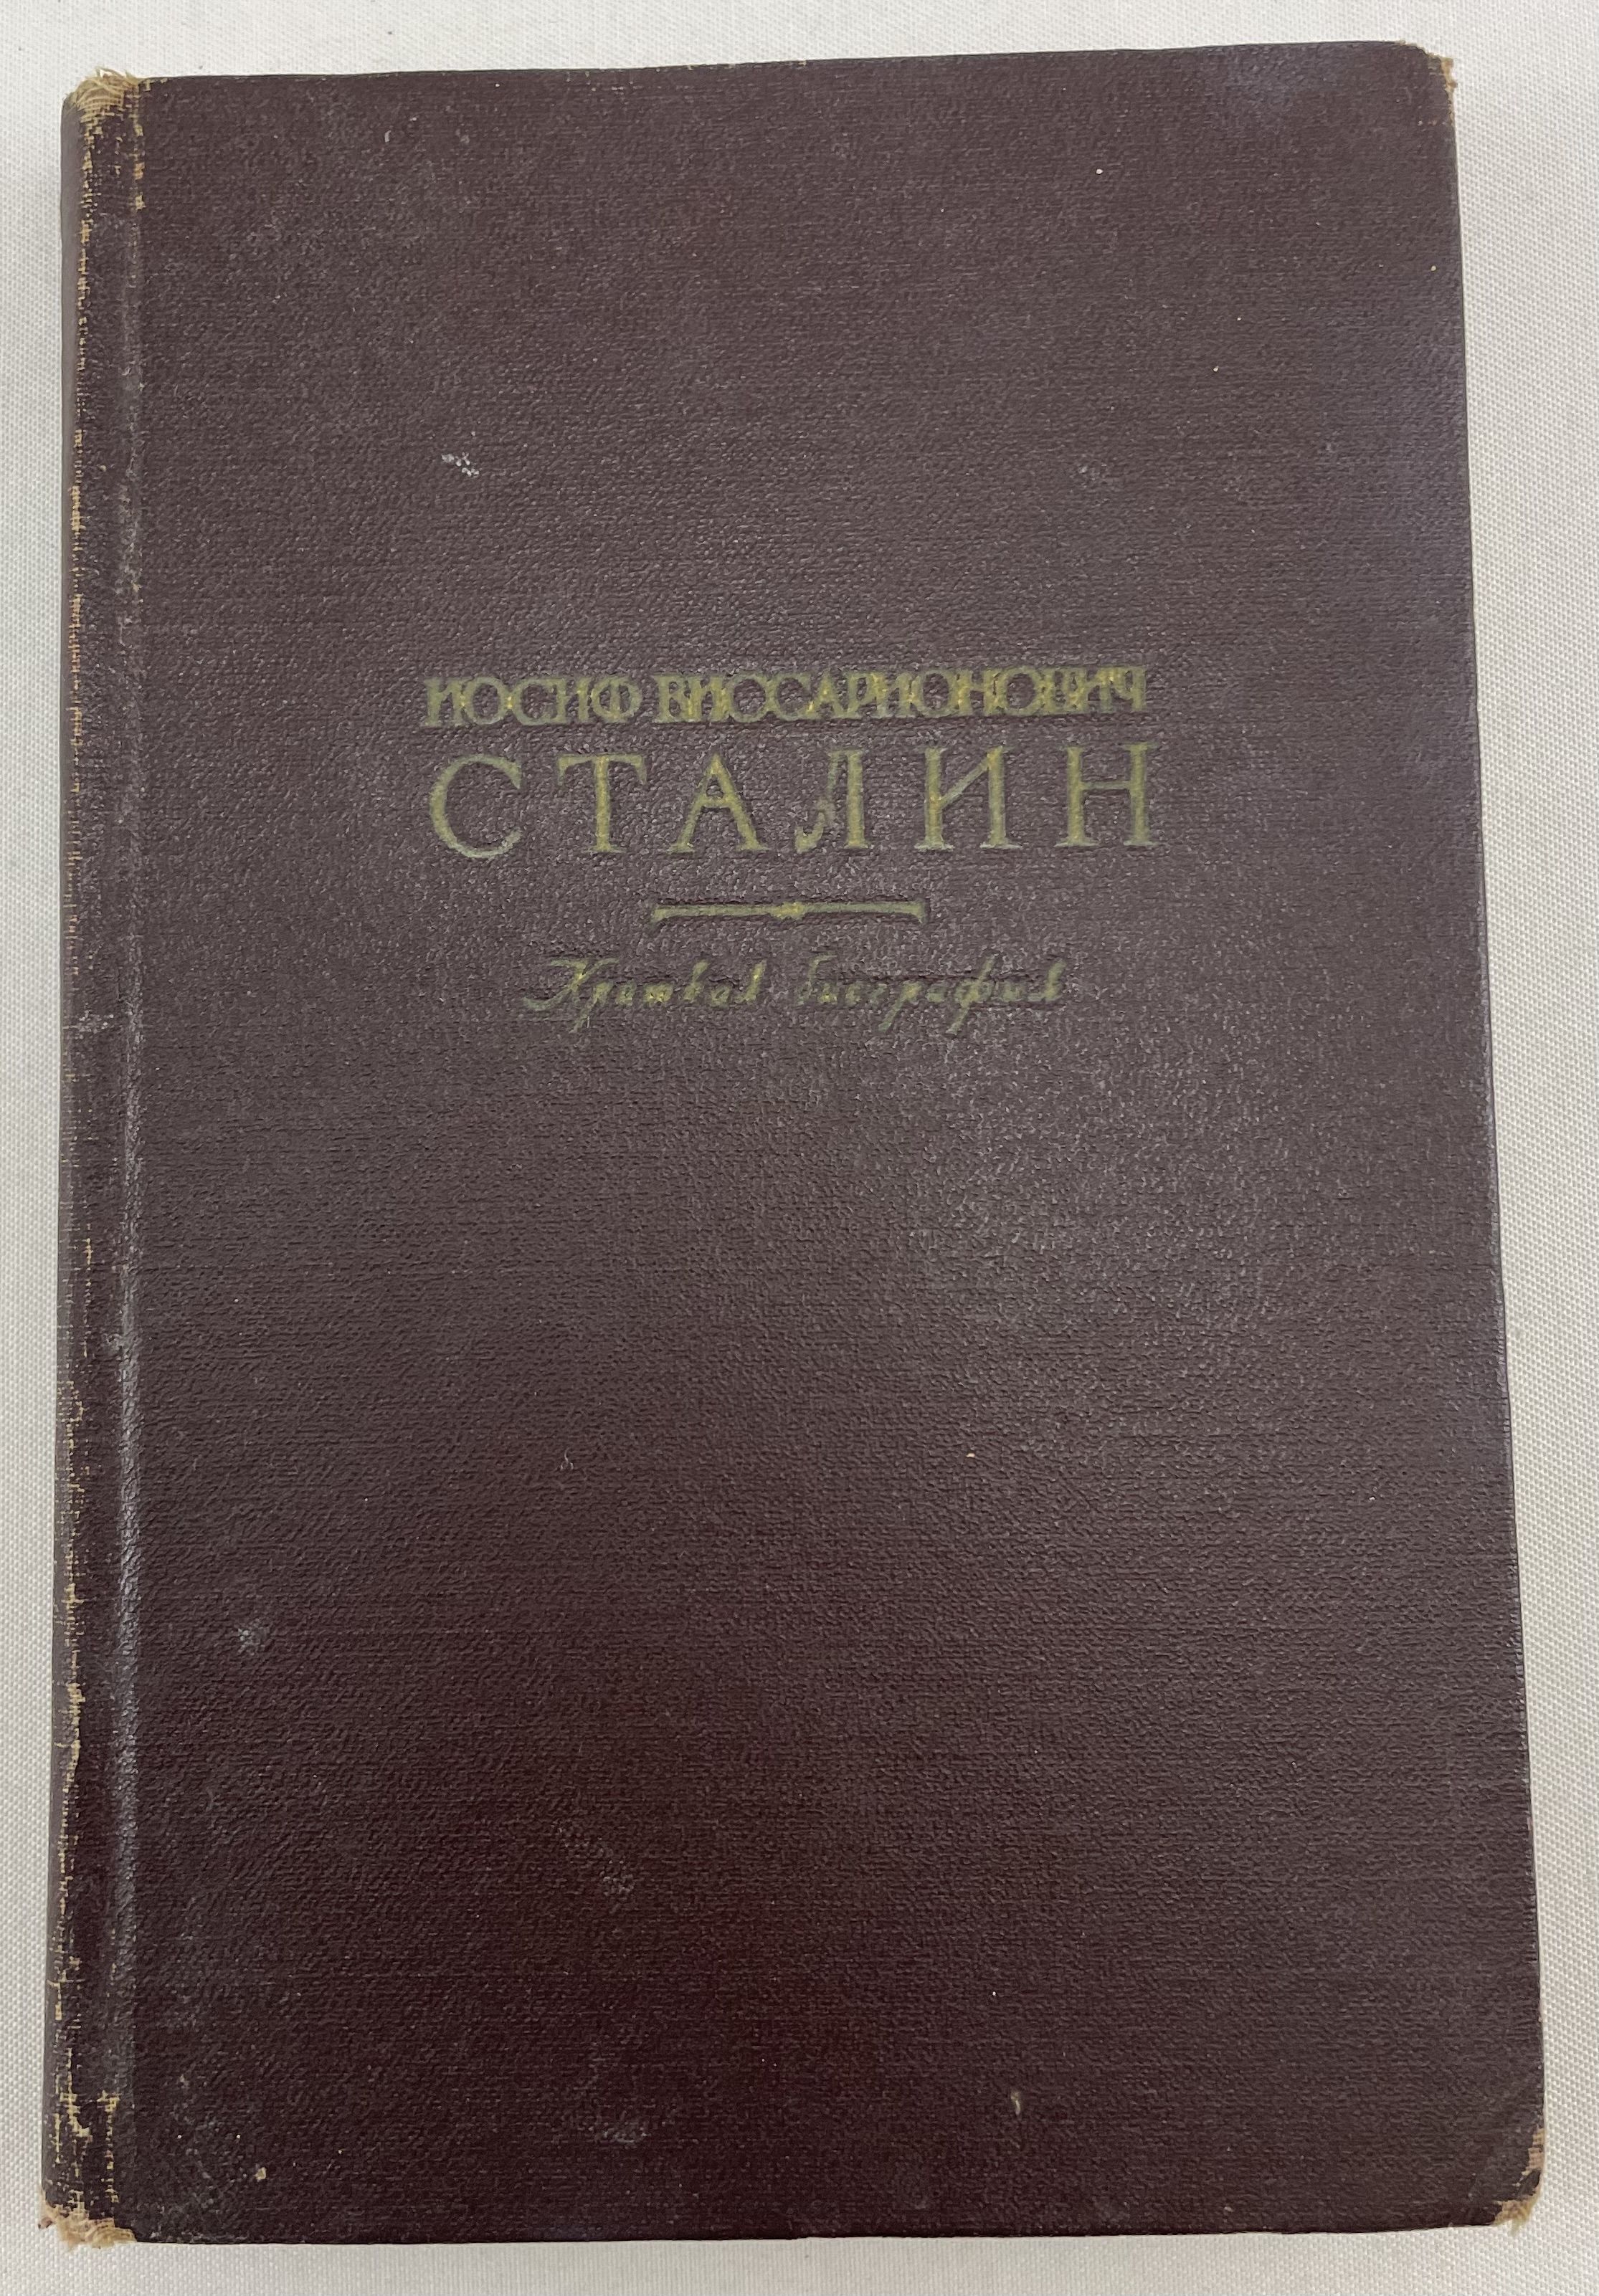 ИОСИФ ВИССАРИОНОВИЧ
СТАЛИН
Краткая биография